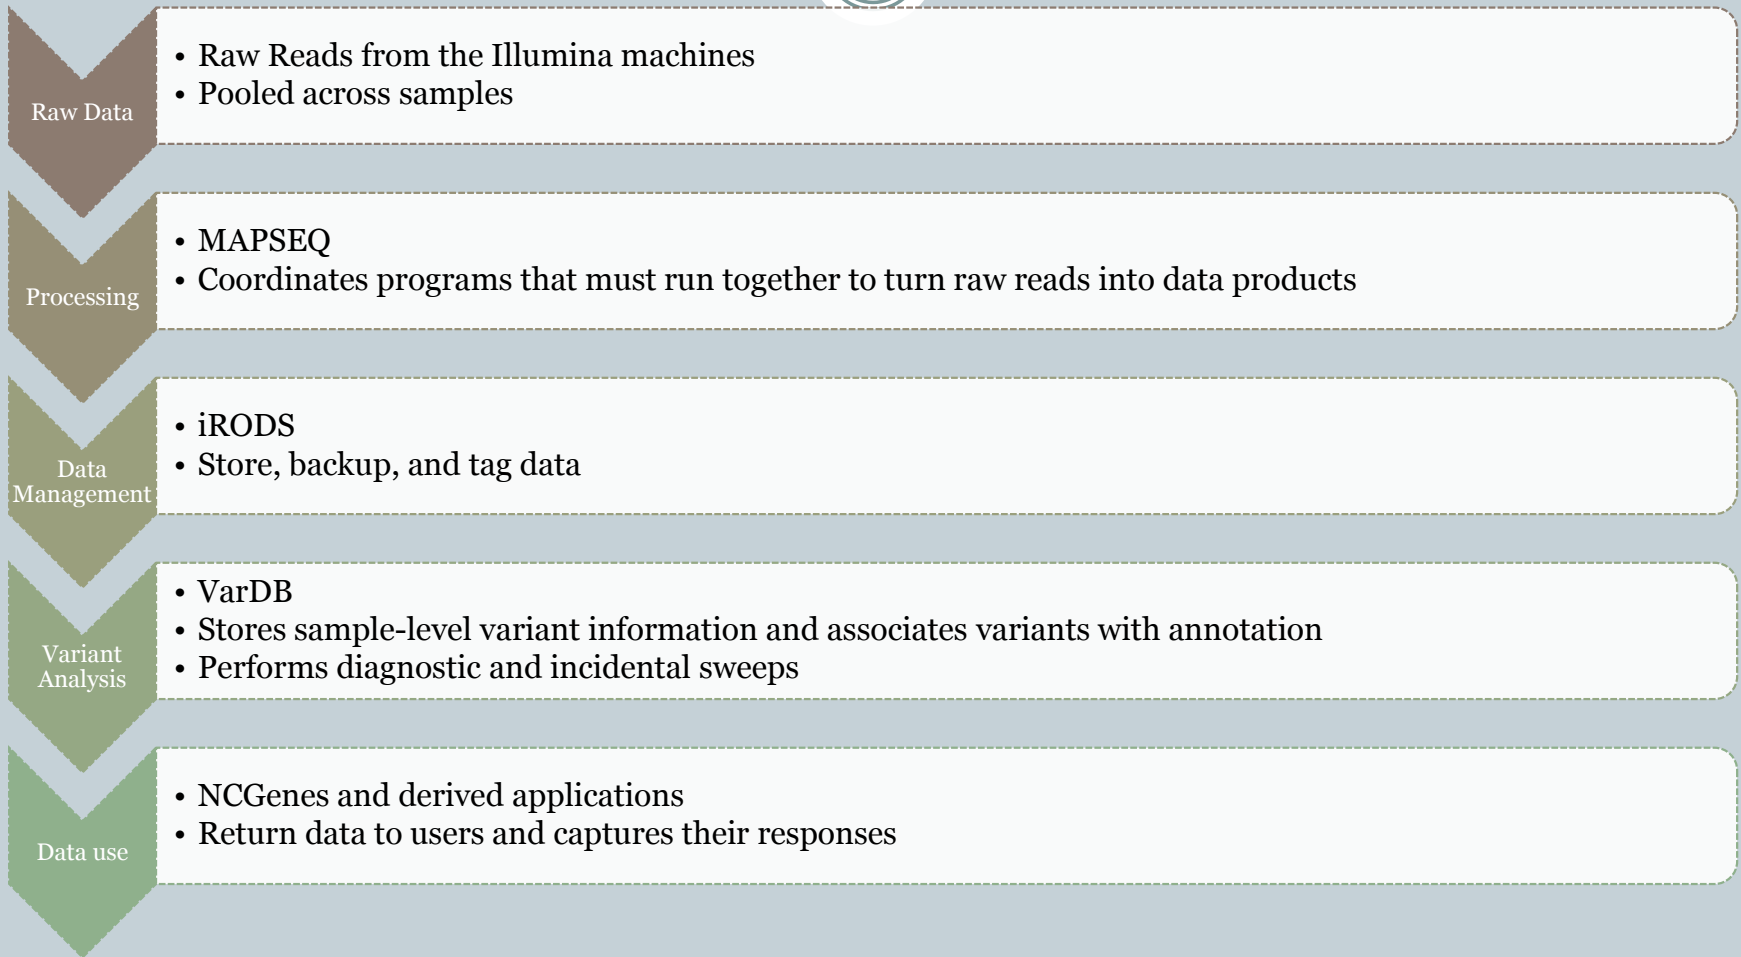 Raw Data
• Raw Reads from the Illumina machines
• Pooled across samples
Processing
• MAPSEQ
• Coordinates programs that must run together to turn raw reads into data products
Data
Management
• iRODS
• Store, backup, and tag data
Variant
Analysis
• VarDB
• Stores sample-level variant information and associates variants with annotation
• Performs diagnostic and incidental sweeps
Data use
• NCGenes and derived applications
• Return data to users and captures their responses